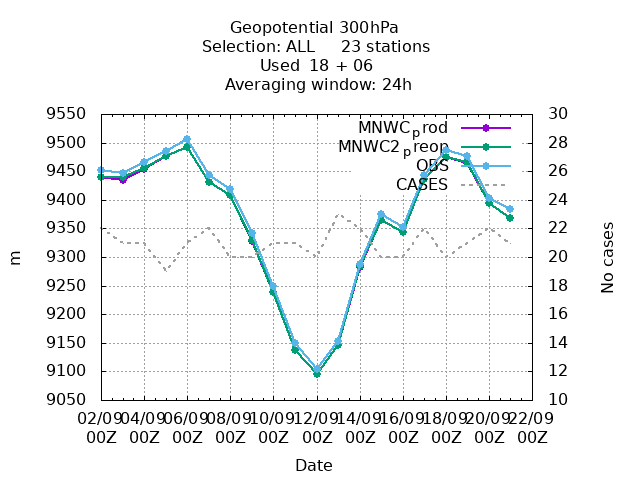 Geopotential 300hPa
Selection: ALL 23 stations
Used 18 + 06
Averaging window: 24h
9550
9500
9450
9400
9350
9300
9250
9200
9150
9100
9050
30
28
26
24
22
20
18
16
14
12
10
MNWCprod
MNWC2preop
OBS
CASES
m
No cases
02/09 04/09 06/09 08/09 10/09 12/09 14/09 16/09 18/09 20/09 22/09
00Z 00Z 00Z 00Z 00Z 00Z 00Z 00Z 00Z 00Z 00Z
Date